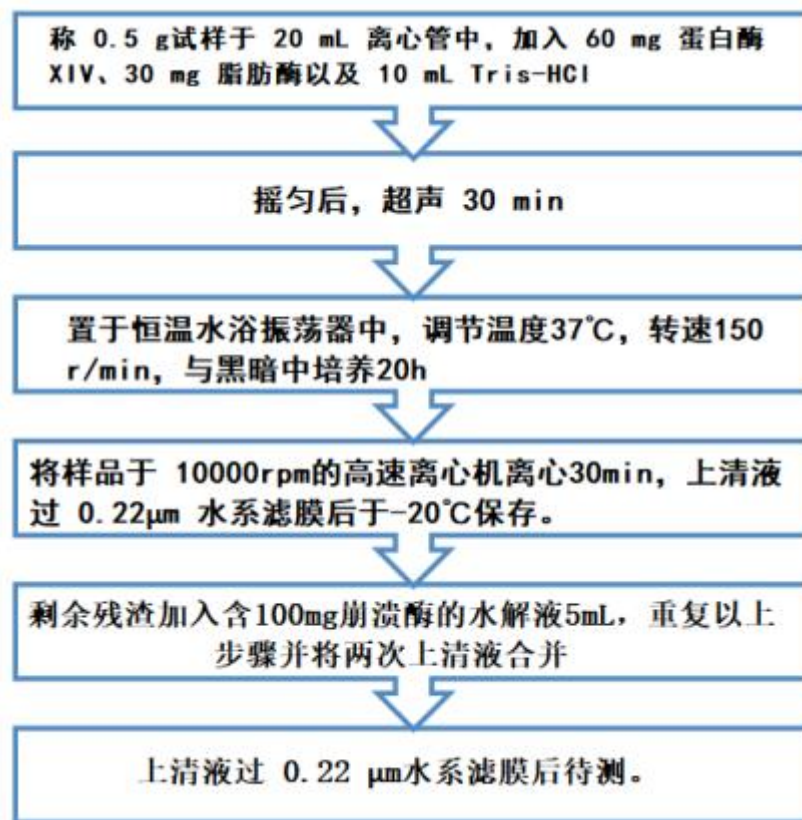 称 0.5 g试样于 20 mL 离心管中，加入 60 mg 蛋白酶
XIV、30 mg 脂肪酶以及 10 mL Tris-HCl
摇匀后，超声 30 min
置于恒温水浴振荡器中，调节温度37℃，转速150
r/min，与黑暗中培养20h
将样品于 10000rpm的高速离心机离心30min，上清液
过 0.22μm 水系滤膜后于-20℃保存。
剩余残渣加入含100mg崩溃酶的水解液5mL，重复以上
步骤并将两次上清液合并
上清液过 0.22 μm水系滤膜后待测。